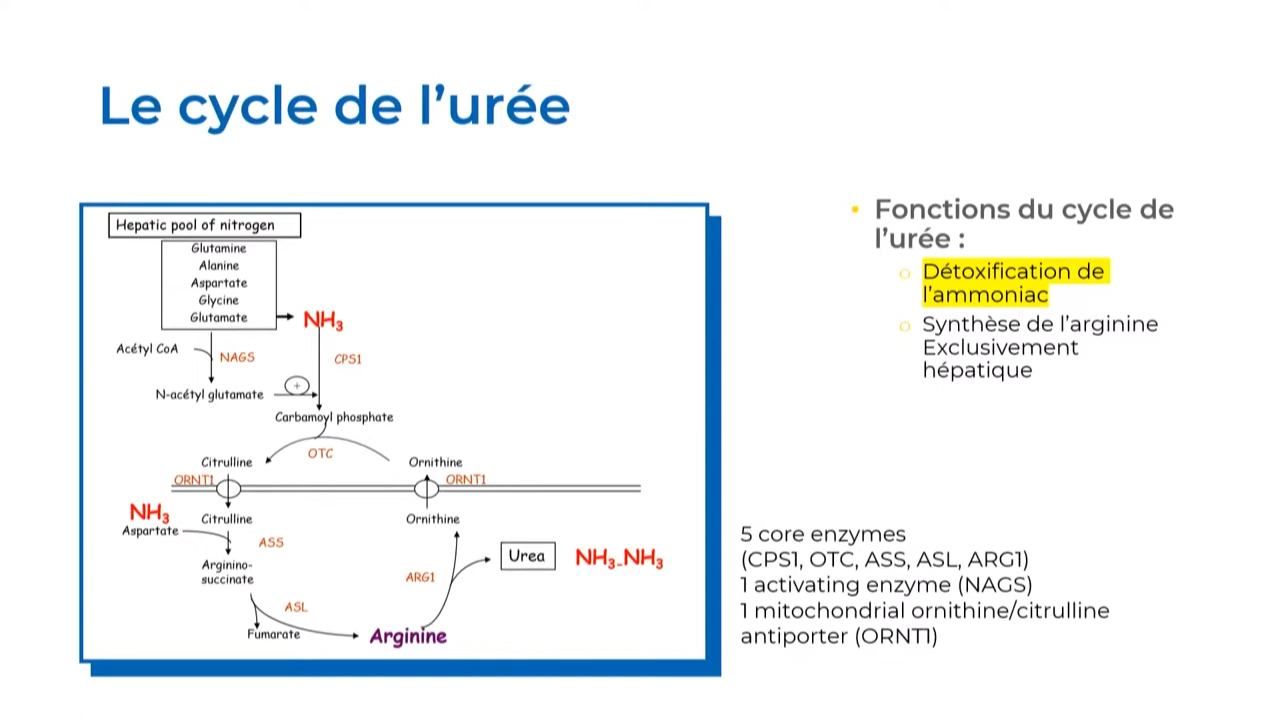 Le cycle de l'urée
Hepatic pool of nitrogen
Glutamine
Alanine
Aspartate
Glycine
Glutamate
NH3
Acétyl CoA
NAGS
CPS1
+
N-acétyl glutamate
Carbamoyl phosphate
OTC
Citrulline
Ornithine
ORNT1
ORNT1
NH3
Aspartate
Citrulline
Ornithine
ASS
Arginino-
succinate
ARG1
Urea
NH3-NH3
ASL
Fumarate
Arginine
• Fonctions du cycle de
l'urée :
o Détoxification de
l'ammoniac
o Synthèse de l'arginine
Exclusivement
hépatique
5 core enzymes
(CPS1, OTC, ASS, ASL, ARG1)
1 activating enzyme (NAGS)
1 mitochondrial ornithine/citrulline
antiporter (ORNT1)